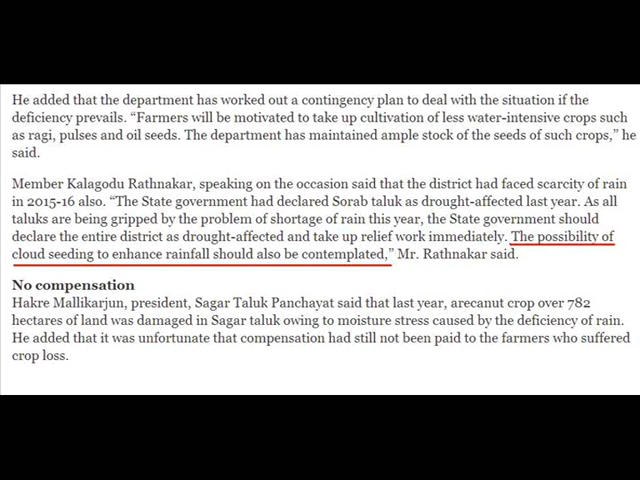 He added that the department has worked out a contingency plan to deal with the situation if the
deficiency prevails. “Farmers will be motivated to take up cultivation of less water-intensive crops such
as ragi, pulses and oil seeds. The department has maintained ample stock of the seeds of such crops,” he
said.
Member Kalagodu Rathnakar, speaking on the occasion said that the district had faced scarcity of rain
in 2015-16 also. “The State government had declared Sorab taluk as drought-affected last year. As all
taluks are being gripped by the problem of shortage of rain this year, the State government should
declare the entire district as drought-affected and take up relief work immediately. The possibility of
cloud seeding to enhance rainfall should also be contemplated,” Mr. Rathnakar said.
No compensation
Hakre Mallikarjun, president, Sagar Taluk Panchayat said that last year, arecanut crop over 782
hectares of land was damaged in Sagar taluk owing to moisture stress caused by the deficiency of rain.
He added that it was unfortunate that compensation had still not been paid to the farmers who suffered
crop loss.